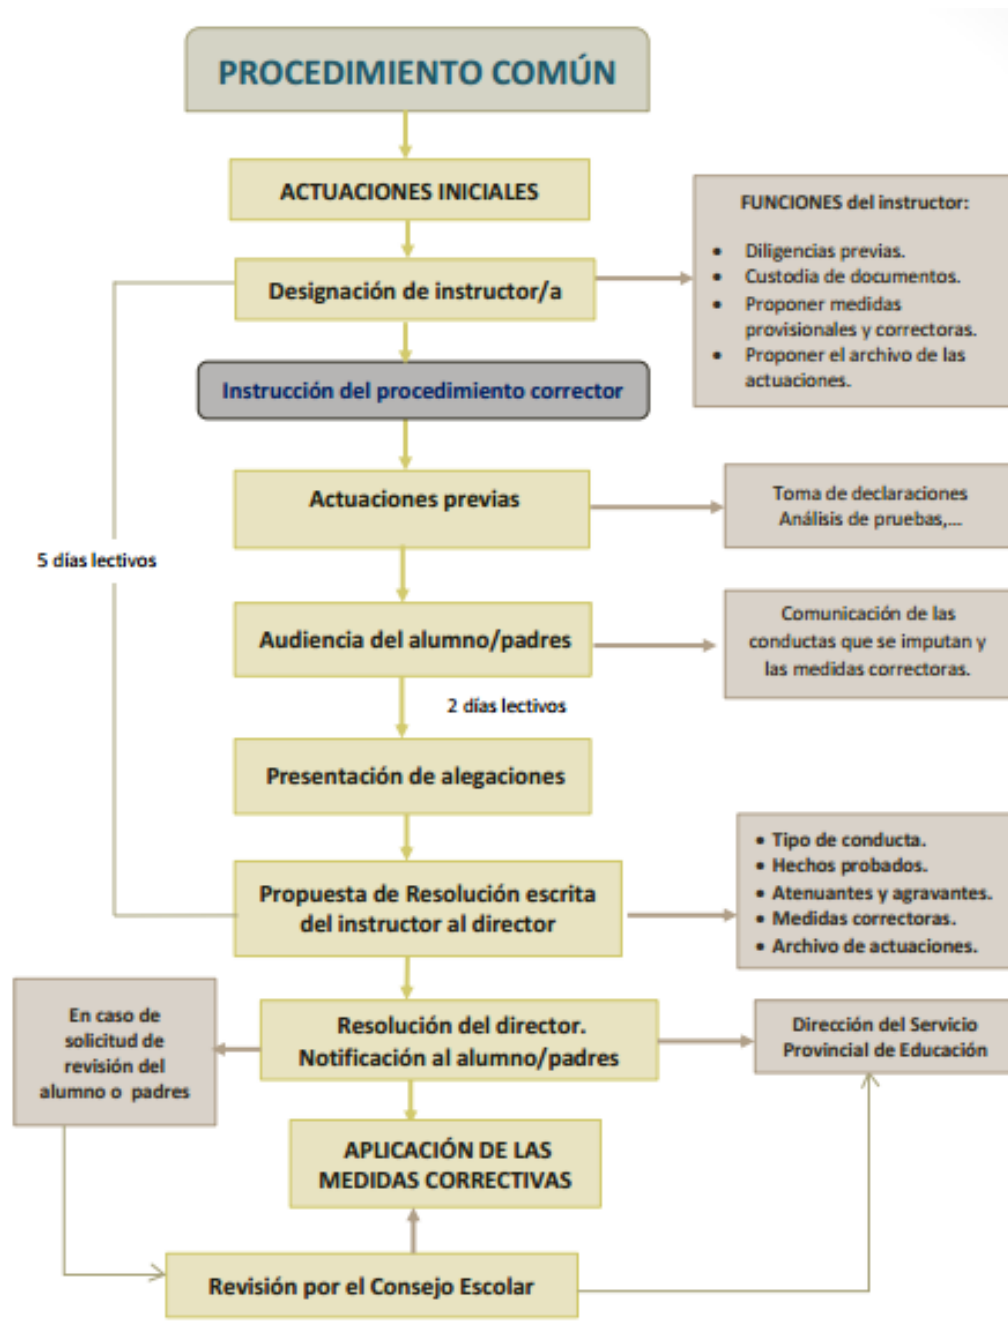 PROCEDIMIENTO COMÚN
ACTUACIONES INICIALES
Designación de instructor/a
FUNCIONES del instructor:
• Diligencias previas.
• Custodia de documentos.
• Proponer medidas
provisionales y correctoras.
• Proponer el archivo de las
actuaciones.
Instrucción del procedimiento corrector
Actuaciones previas
Toma de declaraciones
Análisis de pruebas,...
5 días lectivos
Audiencia del alumno/padres
Comunicación de las
conductas que se imputan y
las medidas correctoras.
2 días lectivos
Presentación de alegaciones
Propuesta de Resolución escrita
del instructor al director
• Tipo de conducta.
• Hechos probados.
• Atenuantes y agravantes.
• Medidas correctoras.
• Archivo de actuaciones.
En caso de
solicitud de
revisión del
alumno o padres
Resolución del director.
Notificación al alumno/padres
Dirección del Servicio
Provincial de Educación
APLICACIÓN DE LAS
MEDIDAS CORRECTIVAS
Revisión por el Consejo Escolar